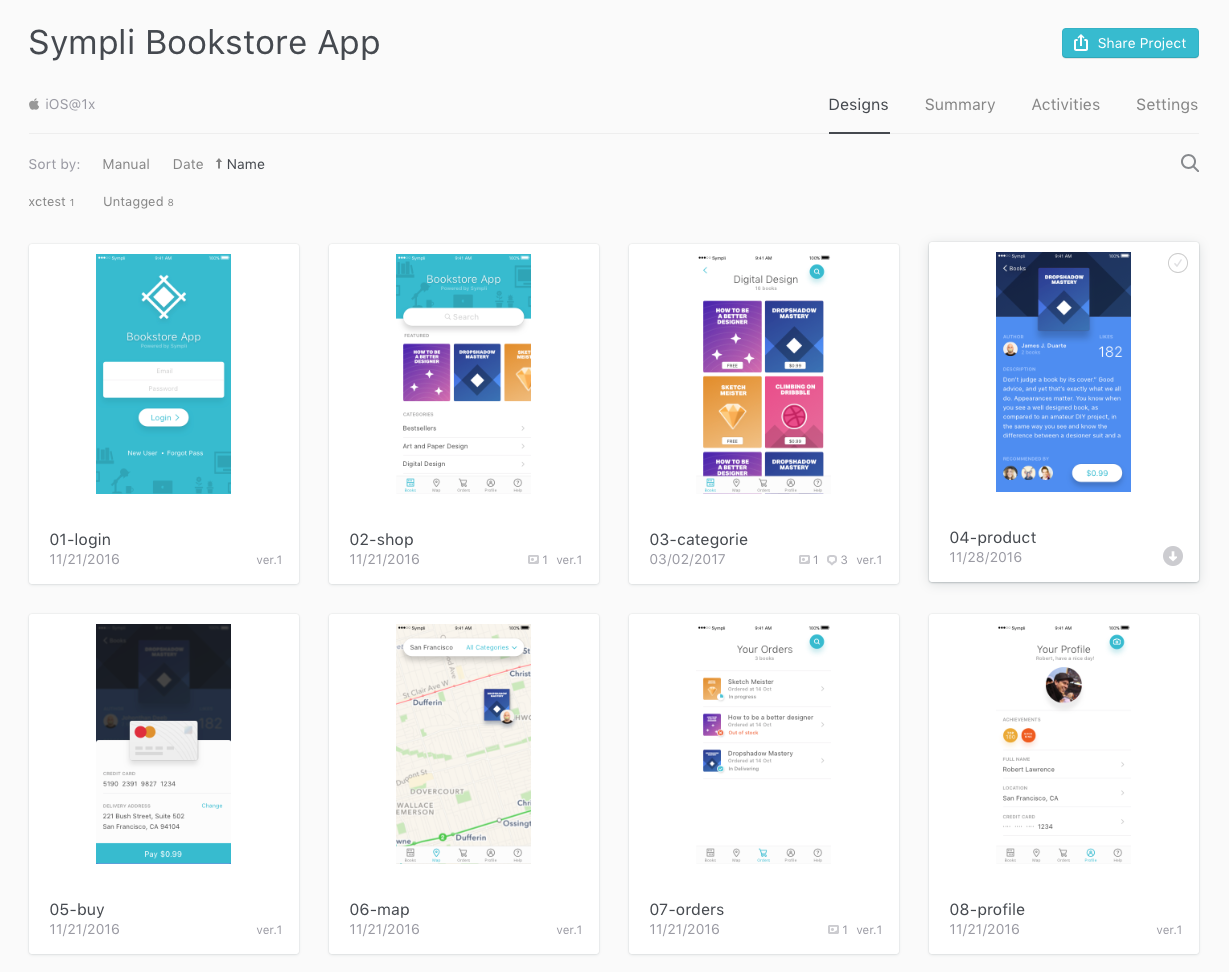 Sympli Bookstore App
Share Project
iOS@1x
Designs Summary Activities Settings
Sort by: Manual Date ↑ Name
xctest 1 Untagged 8
Sympli 9:41 AM 100%
Bookstore App
Powered by Sympli
Email
Password
Login >
New User • Forgot Pass
01-login
11/21/2016 ver.1
Sympli 9:41 AM 100%
Bookstore App
Powered by Sympli
Search
FEATURED
HOW TO BE A BETTER DESIGNER
DROPSHADOW MASTERY
CATEGORIES
Bestsellers
Art and Paper Design
Digital Design
Books Map Orders Profile Help
02-shop
11/21/2016 1 ver.1
Sympli 9:41 AM 100%
Digital Design
18 books
HOW TO BE A BETTER DESIGNER
FREE
DROPSHADOW MASTERY
$0.99
SKETCH MEISTER
FREE
CLIMBING ON DRIBBBLE
$0.99
HOW TO BE A BETTER
DROPSHADOW MASTERY
Books Map Orders Profile Help
03-categorie
03/02/2017 1 3 ver.1
Sympli 9:41 AM 100%
Books
DROPSHADOW MASTERY
AUTHOR LIKES
James J. Duarte
2 books
182
DESCRIPTION
Don't judge a book by its cover." Good
advice, and yet that's exactly what we all
do. Appearances matter. You know when
you see a well designed book, as
compared to an amateur DIY project, in
the same way you see and know the
difference between a desioner suit and a
RECOMMENDED BY
$0.99
04-product
11/28/2016
Books
DROPSHADOW MASTERY
182
CREDIT CARD
5190 2391 9827 1234
DELIVERY ADDRESS Change
221 Bush Street, Suite 502
San Francisco, CA 94104
Pay $0.99
05-buy
11/21/2016 ver.1
Sympli 9:41 AM 100%
San Francisco All Categories
Christ
St Clair Ave W
Dufferin
DROPSHADOW MASTERY
Dupont St
DOVERCOURT
WALLACE
EMERSON
Chri
Ossing
2 Dufferin
Books Map Orders Profile Help
06-map
11/21/2016 ver.1
Sympli 9:41 AM 100%
Your Orders
3 books
Sketch Meister
Ordered at 16 Oct
In progress
How to be a better designer
Ordered at 16 Oct
Out of stock
Dropshadow Mastery
Ordered at 16 Oct
In Delivering
Books Map Orders Profile Help
07-orders
11/21/2016 1 ver.1
Sympli 9:41 AM 100%
Your Profile
Robert, have a nice day!
ACHIEVEMENTS
FULL NAME
Robert Lawrence
LOCATION
San Francisco, CA
CREDIT CARD
···· ···· ···· 1234
Books Map Orders Profile Help
08-profile
11/21/2016 ver.1